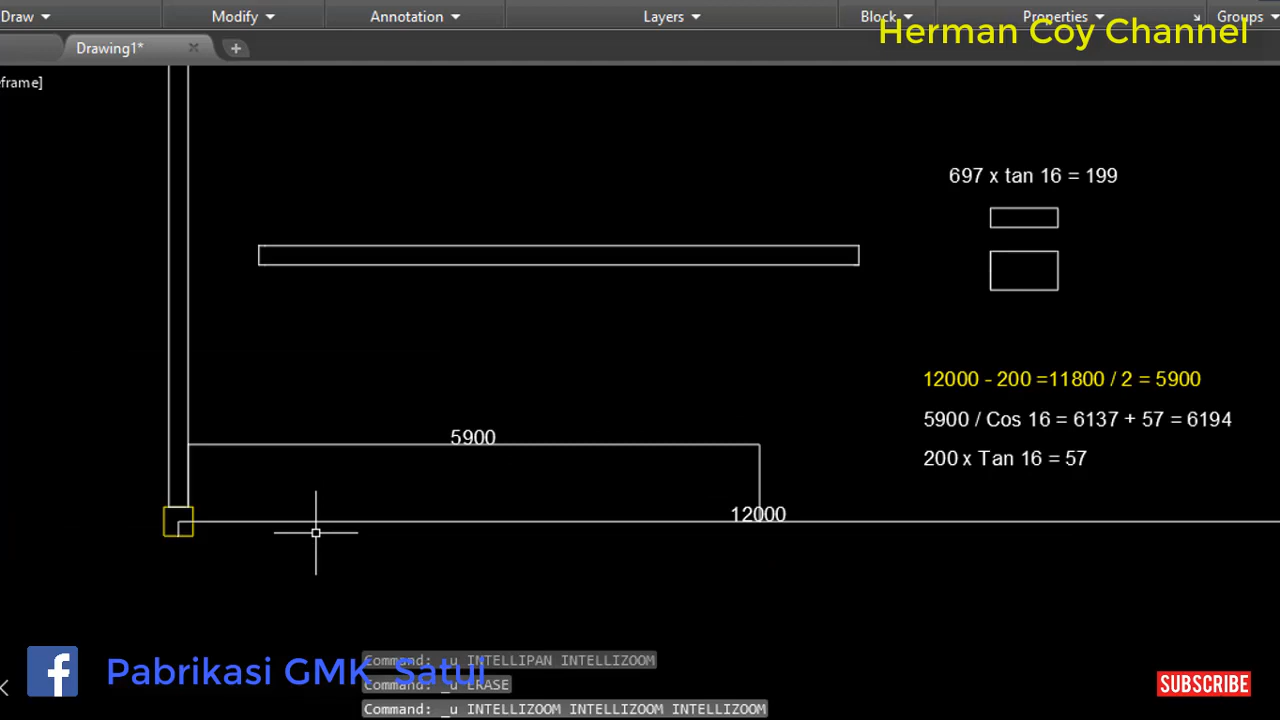 Draw Modify Annotation Layers Block Properties Groups
Herman Coy Channel
Drawing1*
eframe]
697 x tan 16 = 199
12000 - 200 =11800 / 2 = 5900
5900 / Cos 16 = 6137 + 57 = 6194
200 x Tan 16 = 57
5900
12000
Command: _u INTELLIPAN INTELLIZOOM
Pabrikasi GMK Satui
Command: _u ERASE
SUBSCRIBE
Command: _u INTELLIZOOM INTELLIZOOM INTELLIZOOM